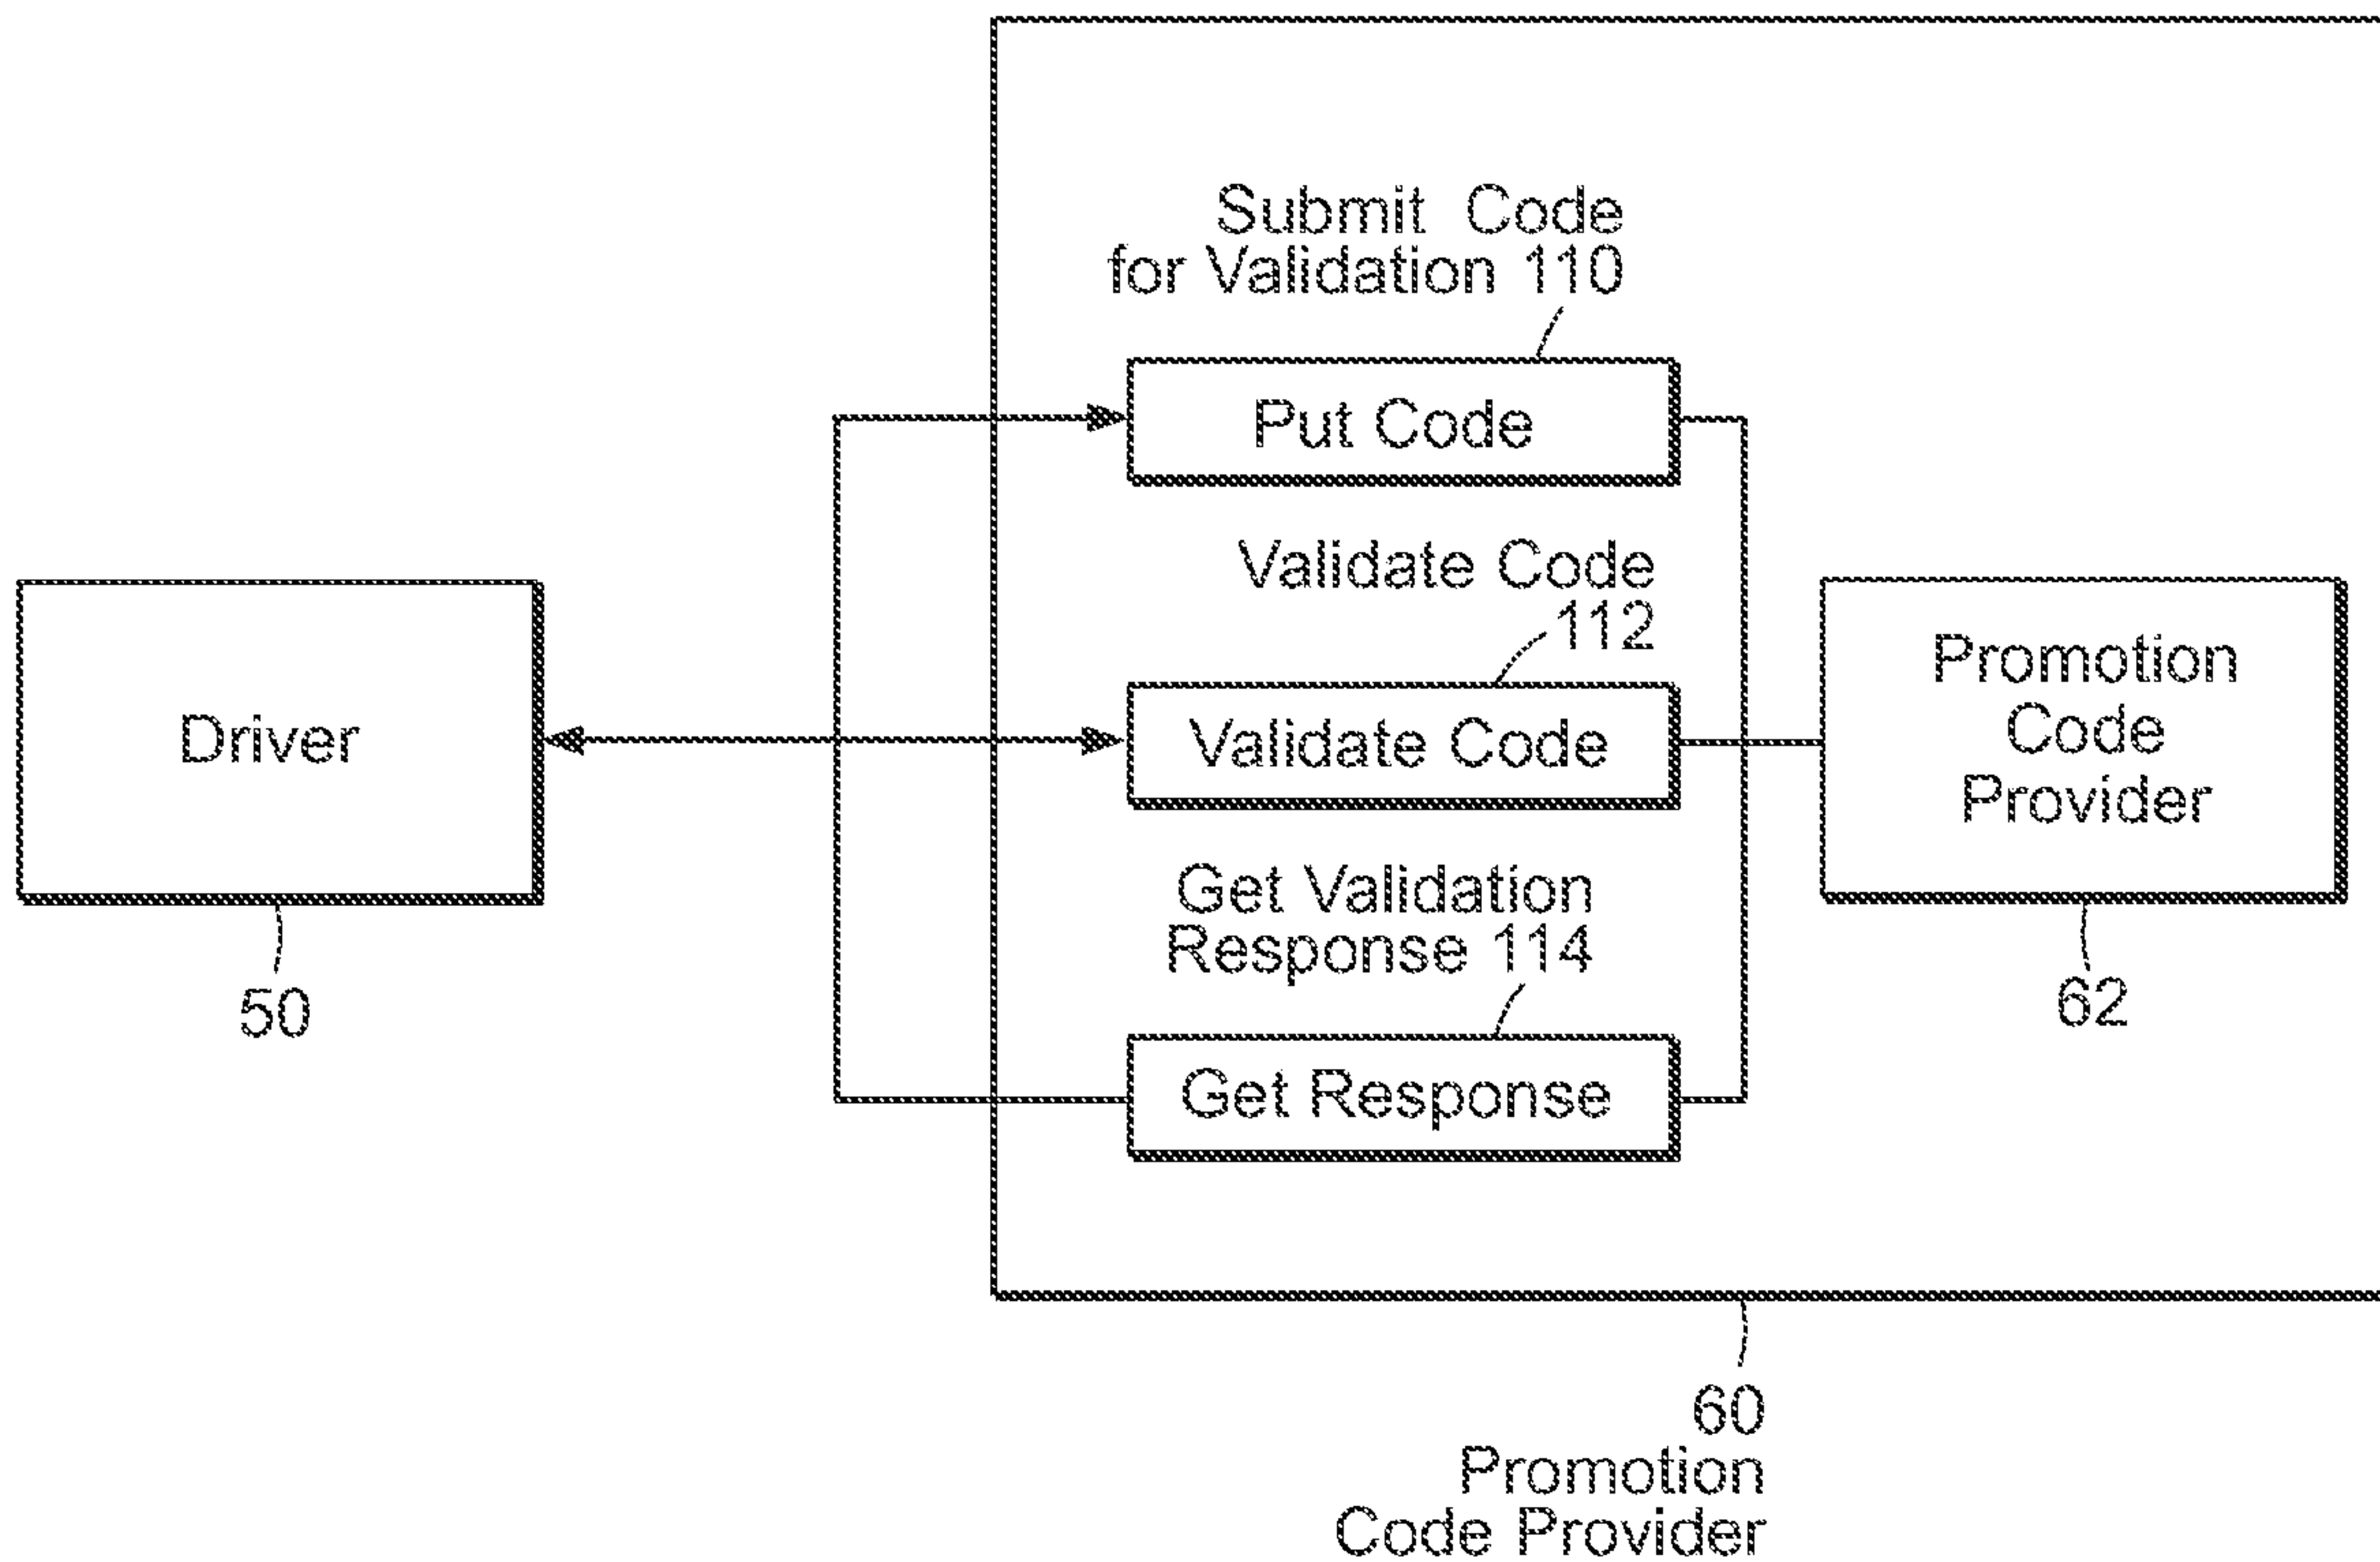 Submit Code
for Validation 110
Put Code
Validate Code
112
Driver
Validate Code
Promotion
Code
Provider
Get Validation
Response 114
50
62
Get Response
60
Promotion
Code Provider